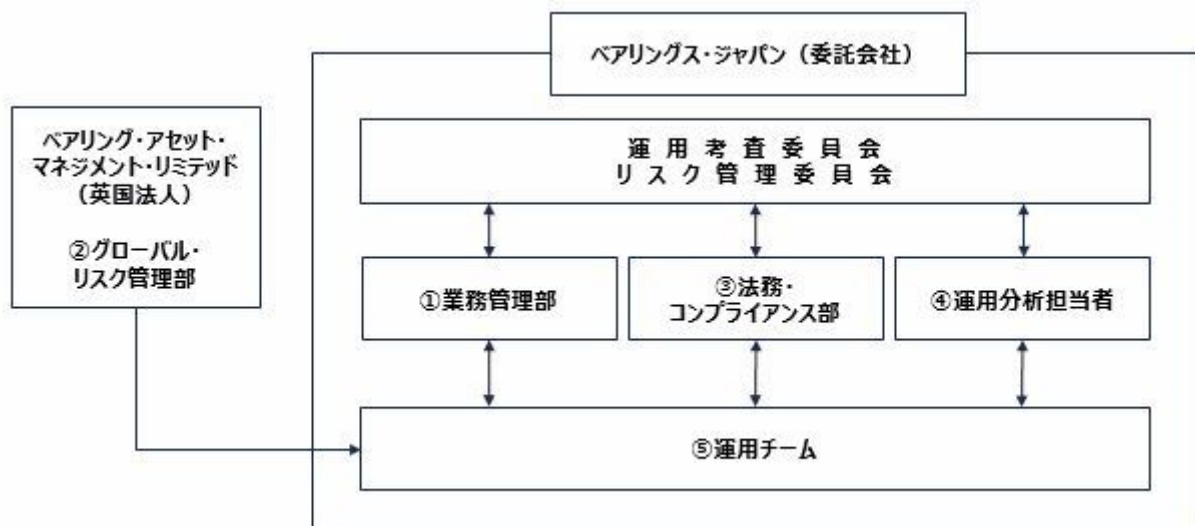 ベアリングス・ジャパン（委託会社）
ベアリング・アセット・
マネジメント・リミテッド
（英国法人）
②グローバル・
リスク管理部
運用考査委員会
リスク管理委員会
①業務管理部
③法務・
コンプライアンス部
④運用分析担当者
⑤運用チーム